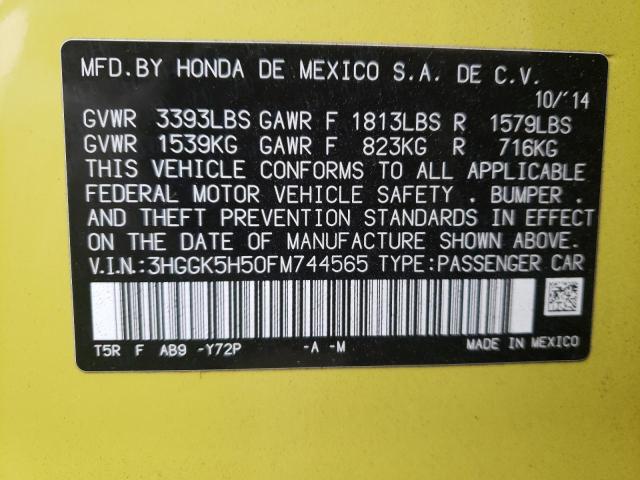 MFD.BY HONDA DE MEXICO S.A. DE C.V.
10/'14
GVWR 3393LBS GAWR F 1813LBS R 1579LBS
GVWR 1539KG GAWR F 823KG R 716KG
THIS VEHICLE CONFORMS TO ALL APPLICABLE
FEDERAL MOTOR VEHICLE SAFETY . BUMPER .
AND THEFT PREVENTION STANDARDS IN EFFECT
ON THE DATE OF MANUFACTURE SHOWN ABOVE.
V.I.N.:3HGGK5H50FM744565 TYPE:PASSENGER CAR
T5R F AB9 -Y72P -A -M MADE IN MEXICO